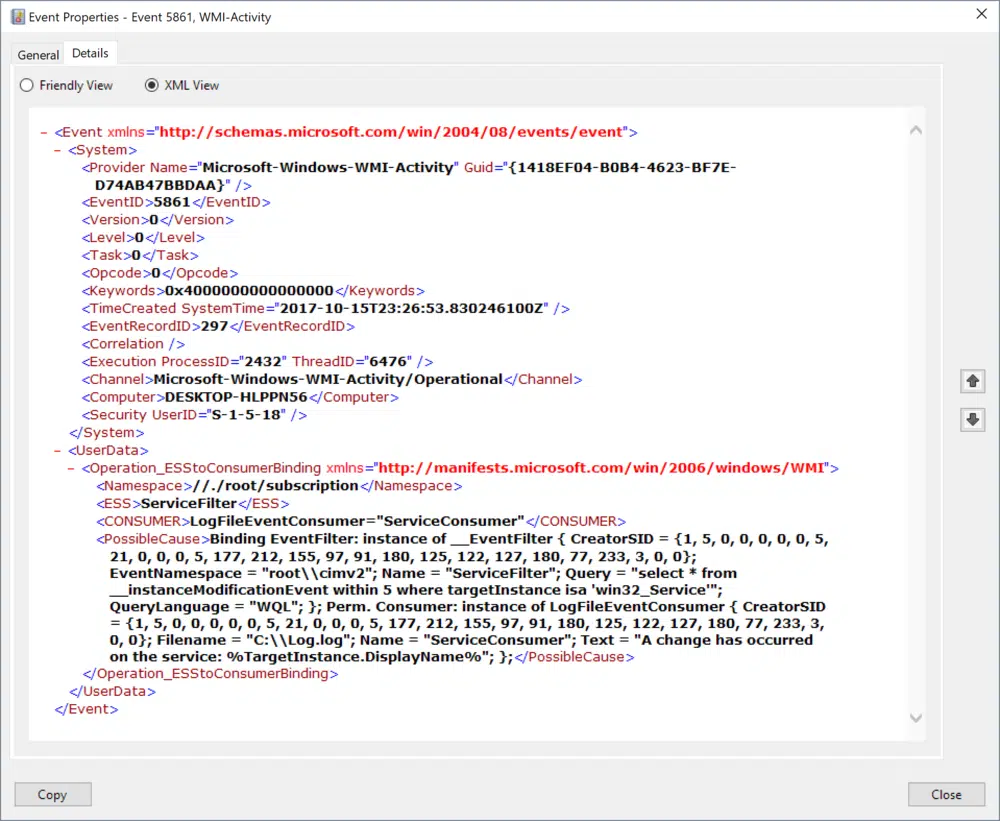 Event Properties - Event 5861, WMI-Activity
General
Details
Friendly View
XML View
- <Event xmlns="http://schemas.microsoft.com/win/2004/08/events/event">
- <System>
<Provider Name="Microsoft-Windows-WMI-Activity" Guid="{1418EF04-B0B4-4623-BF7E-
D74AB47BBDAA}" />
<EventID>5861</EventID>
<Version>0</Version>
<Level>0</Level>
<Task>0</Task>
<Opcode>0</Opcode>
<Keywords>0x4000000000000000</Keywords>
<TimeCreated SystemTime="2017-10-15T23:26:53.830246100Z" />
<EventRecordID>297</EventRecordID>
<Correlation />
<Execution ProcessID="2432" ThreadID="6476" />
<Channel>Microsoft-Windows-WMI-Activity/Operational</Channel>
<Computer>DESKTOP-HLPPN56</Computer>
<Security UserID="S-1-5-18" />
</System>
- <UserData>
- <Operation_ESStoConsumerBinding xmlns="http://manifests.microsoft.com/win/2006/windows/WMI">
<Namespace>//./root/subscription</Namespace>
<ESS>ServiceFilter</ESS>
<CONSUMER>LogFileEventConsumer="ServiceConsumer"</CONSUMER>
<PossibleCause>Binding EventFilter: instance of __EventFilter { CreatorSID = {1, 5, 0, 0, 0, 0, 0, 5,
21, 0, 0, 0, 5, 177, 212, 155, 97, 91, 180, 125, 122, 127, 180, 77, 233, 3, 0, 0};
EventNamespace = "root\\cimv2"; Name = "ServiceFilter"; Query = "select * from
__instanceModificationEvent within 5 where targetInstance isa 'win32_Service'";
QueryLanguage = "WQL"; }; Perm. Consumer: instance of LogFileEventConsumer { CreatorSID
= {1, 5, 0, 0, 0, 0, 0, 5, 21, 0, 0, 0, 5, 177, 212, 155, 97, 91, 180, 125, 122, 127, 180, 77, 233, 3,
0, 0}; Filename = "C:\\Log.log"; Name = "ServiceConsumer"; Text = "A change has occurred
on the service: %TargetInstance.DisplayName%"; };</PossibleCause>
</Operation_ESStoConsumerBinding>
</UserData>
</Event>
Copy
Close